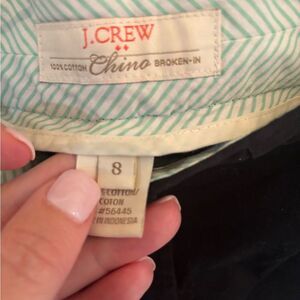 J.CREW
100% COTTON Chino BROKEN-IN
8
COTTON/
COTON
#56445
INDONESIA